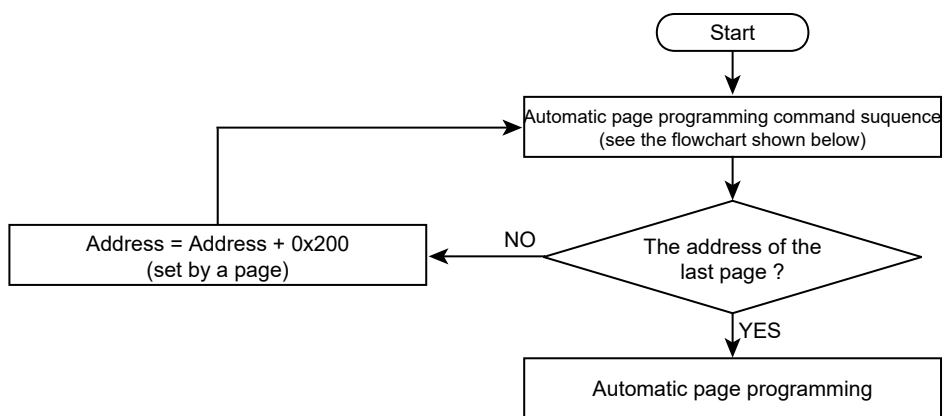 Start
Automatic page programming command suquence
(see the flowchart shown below)
Address = Address + 0x200
(set by a page)
NO
The address of the
last page ?
YES
Automatic page programming